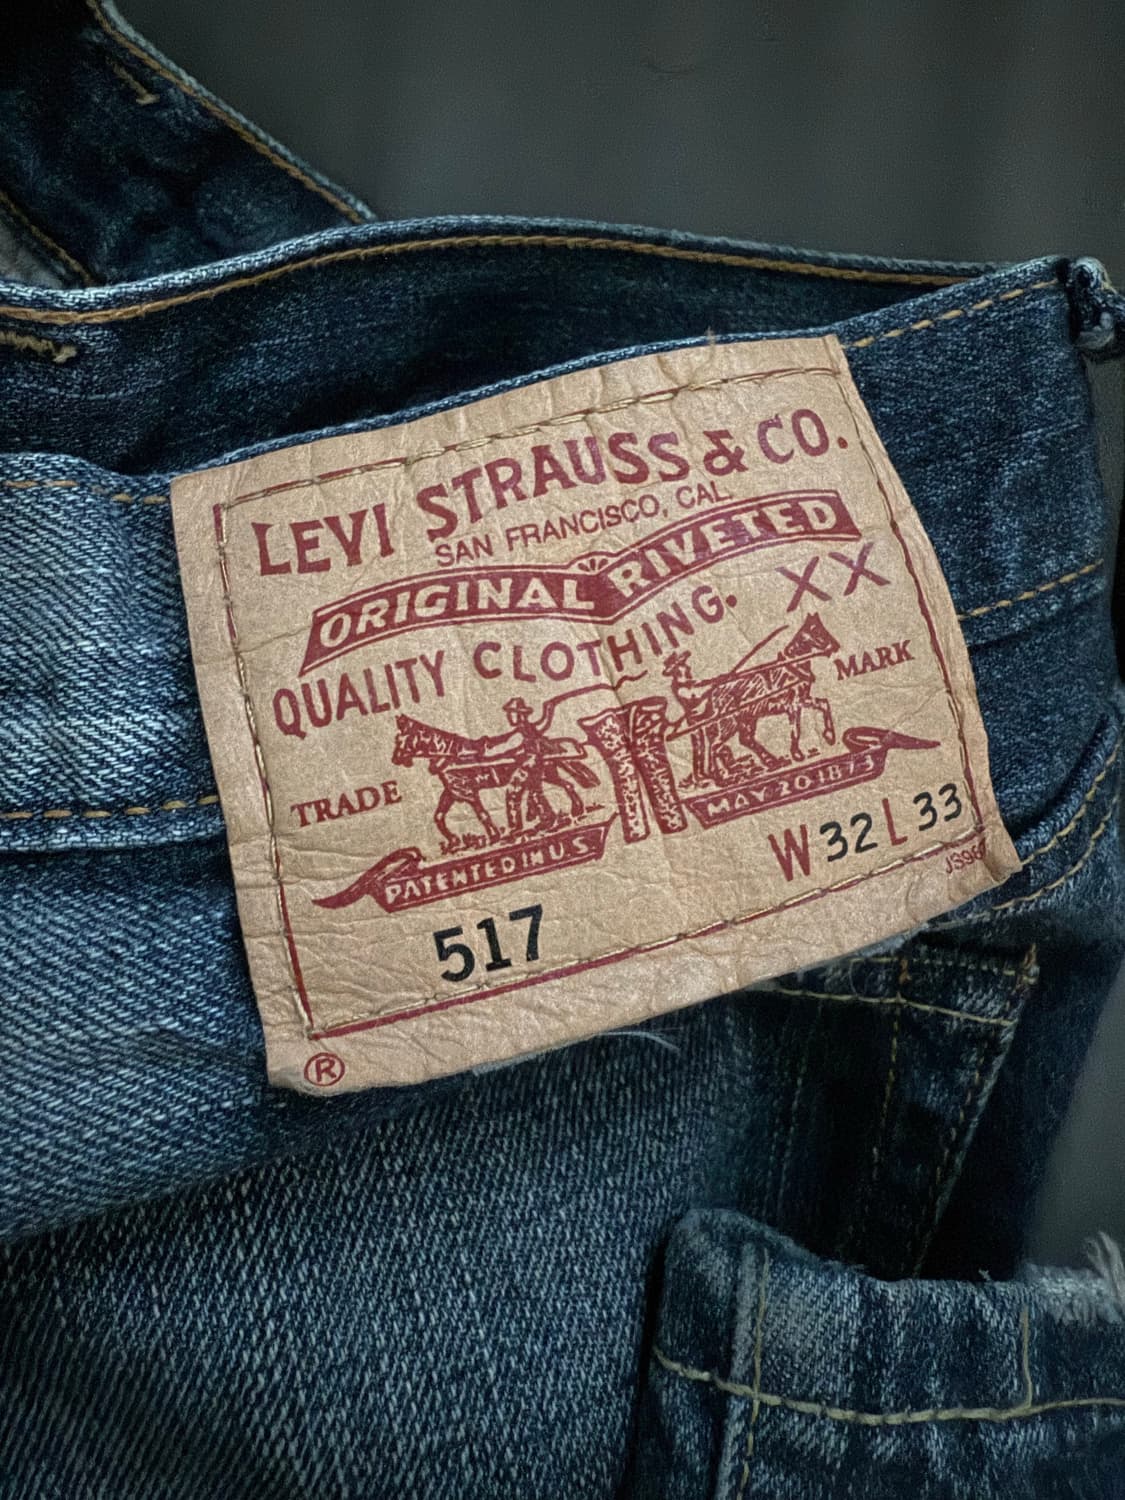 LEVI STRAUSS & CO.
SAN FRANCISCO, CAL.
ORIGINAL RIVETED
QUALITY CLOTHING. XX
TRADE MARK
PATENTED IN U.S. MAY 20 1873
W 32 L 33
517
®